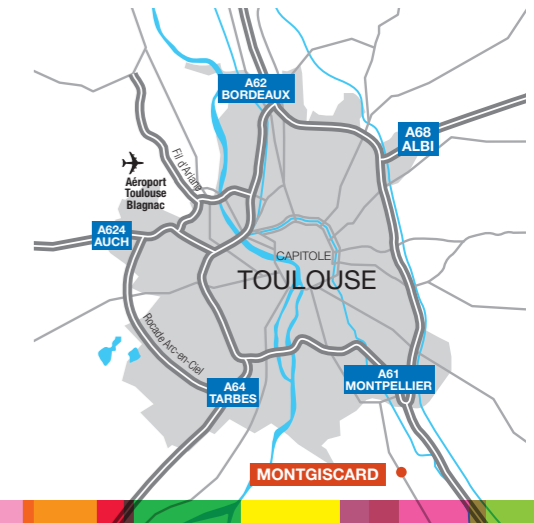 A62
BORDEAUX
A68
ALBI
Fil d'Ariane
Aéroport
Toulouse
Blagnac
A624
AUCH
CAPITOLE
TOULOUSE
Rocade Arc-en-Ciel
A64
TARBES
A61
MONTPELLIER
MONTGISCARD